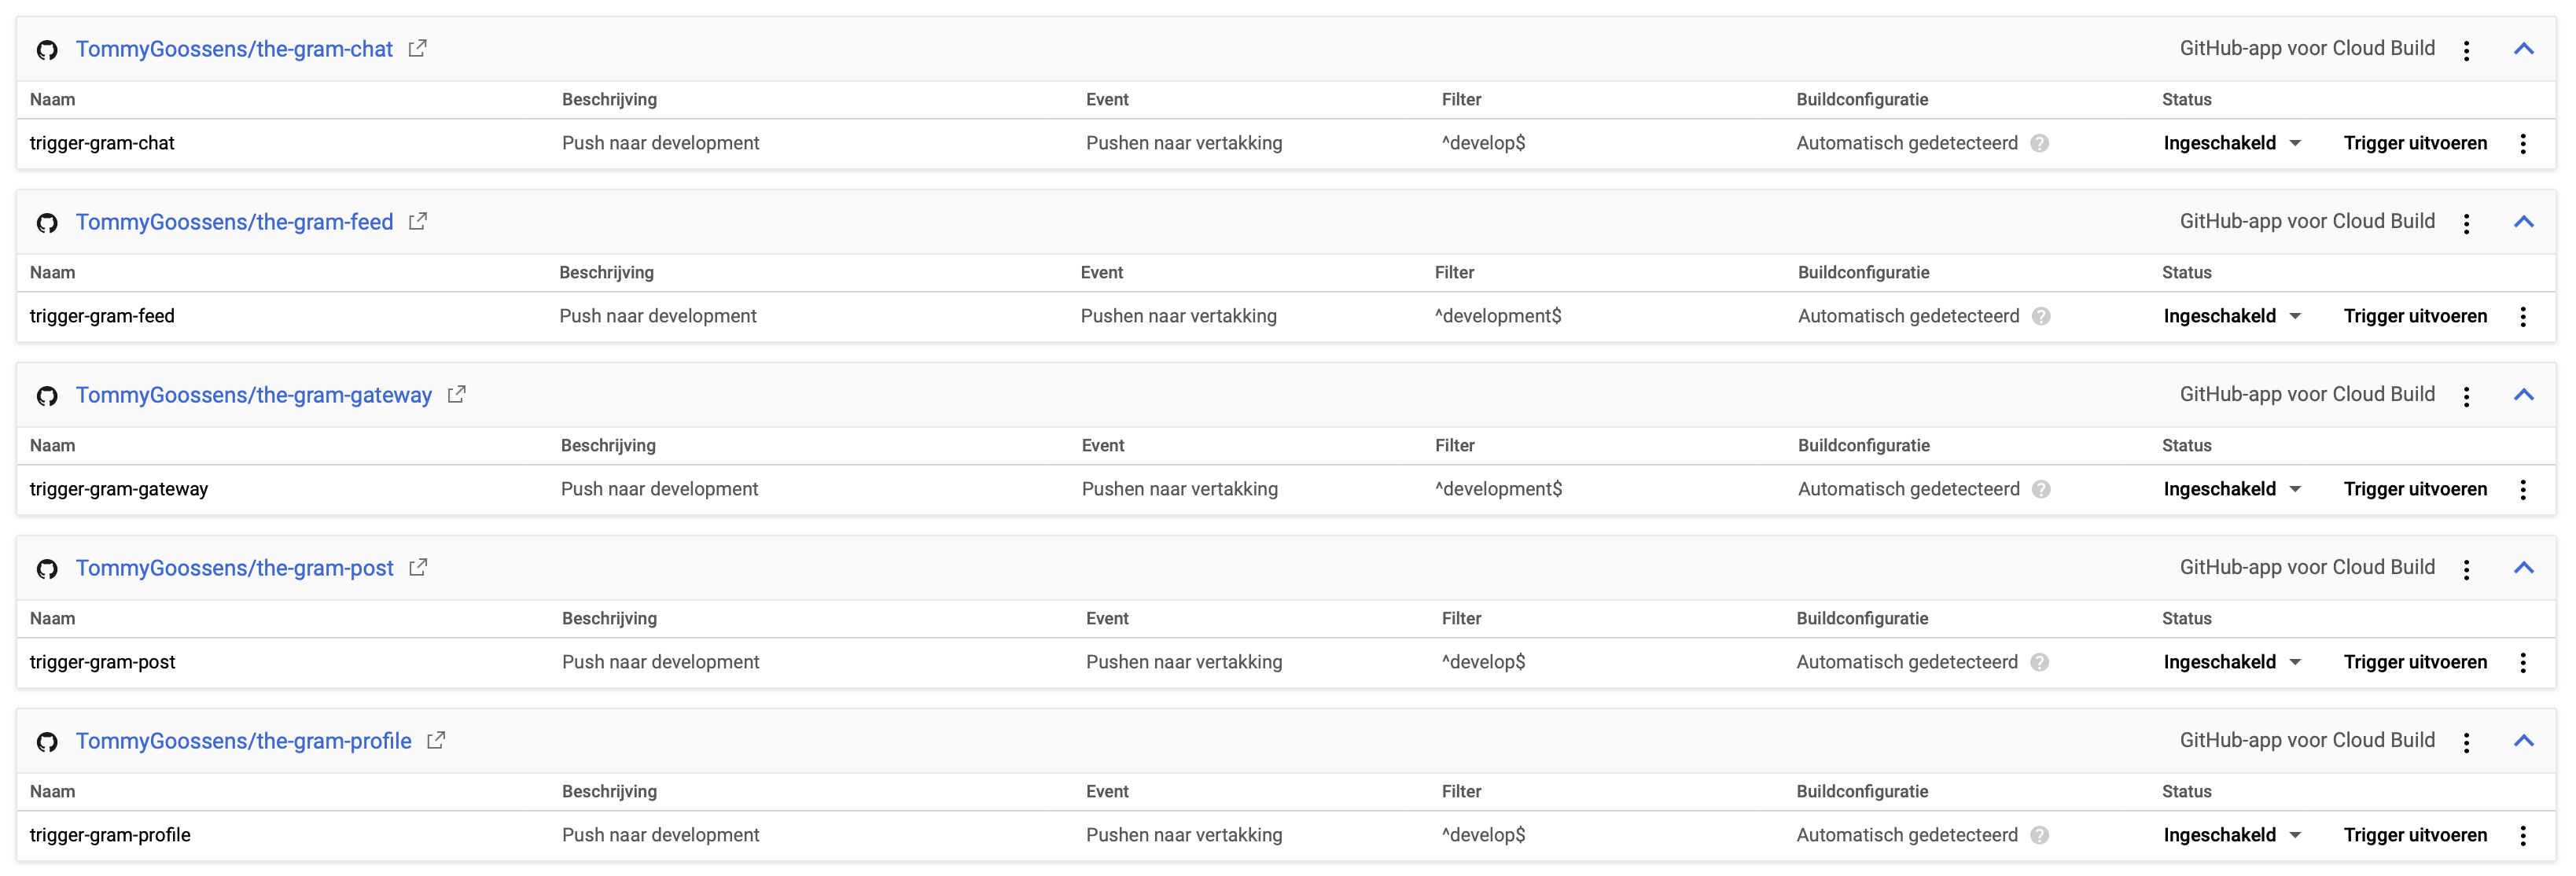 TommyGoossens/the-gram-chat GitHub-app voor Cloud Build
Naam Beschrijving Event Filter Buildconfiguratie Status
trigger-gram-chat Push naar development Pushen naar vertakking ^develop$ Automatisch gedetecteerd ? Ingeschakeld Trigger uitvoeren
TommyGoossens/the-gram-feed GitHub-app voor Cloud Build
Naam Beschrijving Event Filter Buildconfiguratie Status
trigger-gram-feed Push naar development Pushen naar vertakking ^development$ Automatisch gedetecteerd ? Ingeschakeld Trigger uitvoeren
TommyGoossens/the-gram-gateway GitHub-app voor Cloud Build
Naam Beschrijving Event Filter Buildconfiguratie Status
trigger-gram-gateway Push naar development Pushen naar vertakking ^development$ Automatisch gedetecteerd ? Ingeschakeld Trigger uitvoeren
TommyGoossens/the-gram-post GitHub-app voor Cloud Build
Naam Beschrijving Event Filter Buildconfiguratie Status
trigger-gram-post Push naar development Pushen naar vertakking ^develop$ Automatisch gedetecteerd ? Ingeschakeld Trigger uitvoeren
TommyGoossens/the-gram-profile GitHub-app voor Cloud Build
Naam Beschrijving Event Filter Buildconfiguratie Status
trigger-gram-profile Push naar development Pushen naar vertakking ^develop$ Automatisch gedetecteerd ? Ingeschakeld Trigger uitvoeren